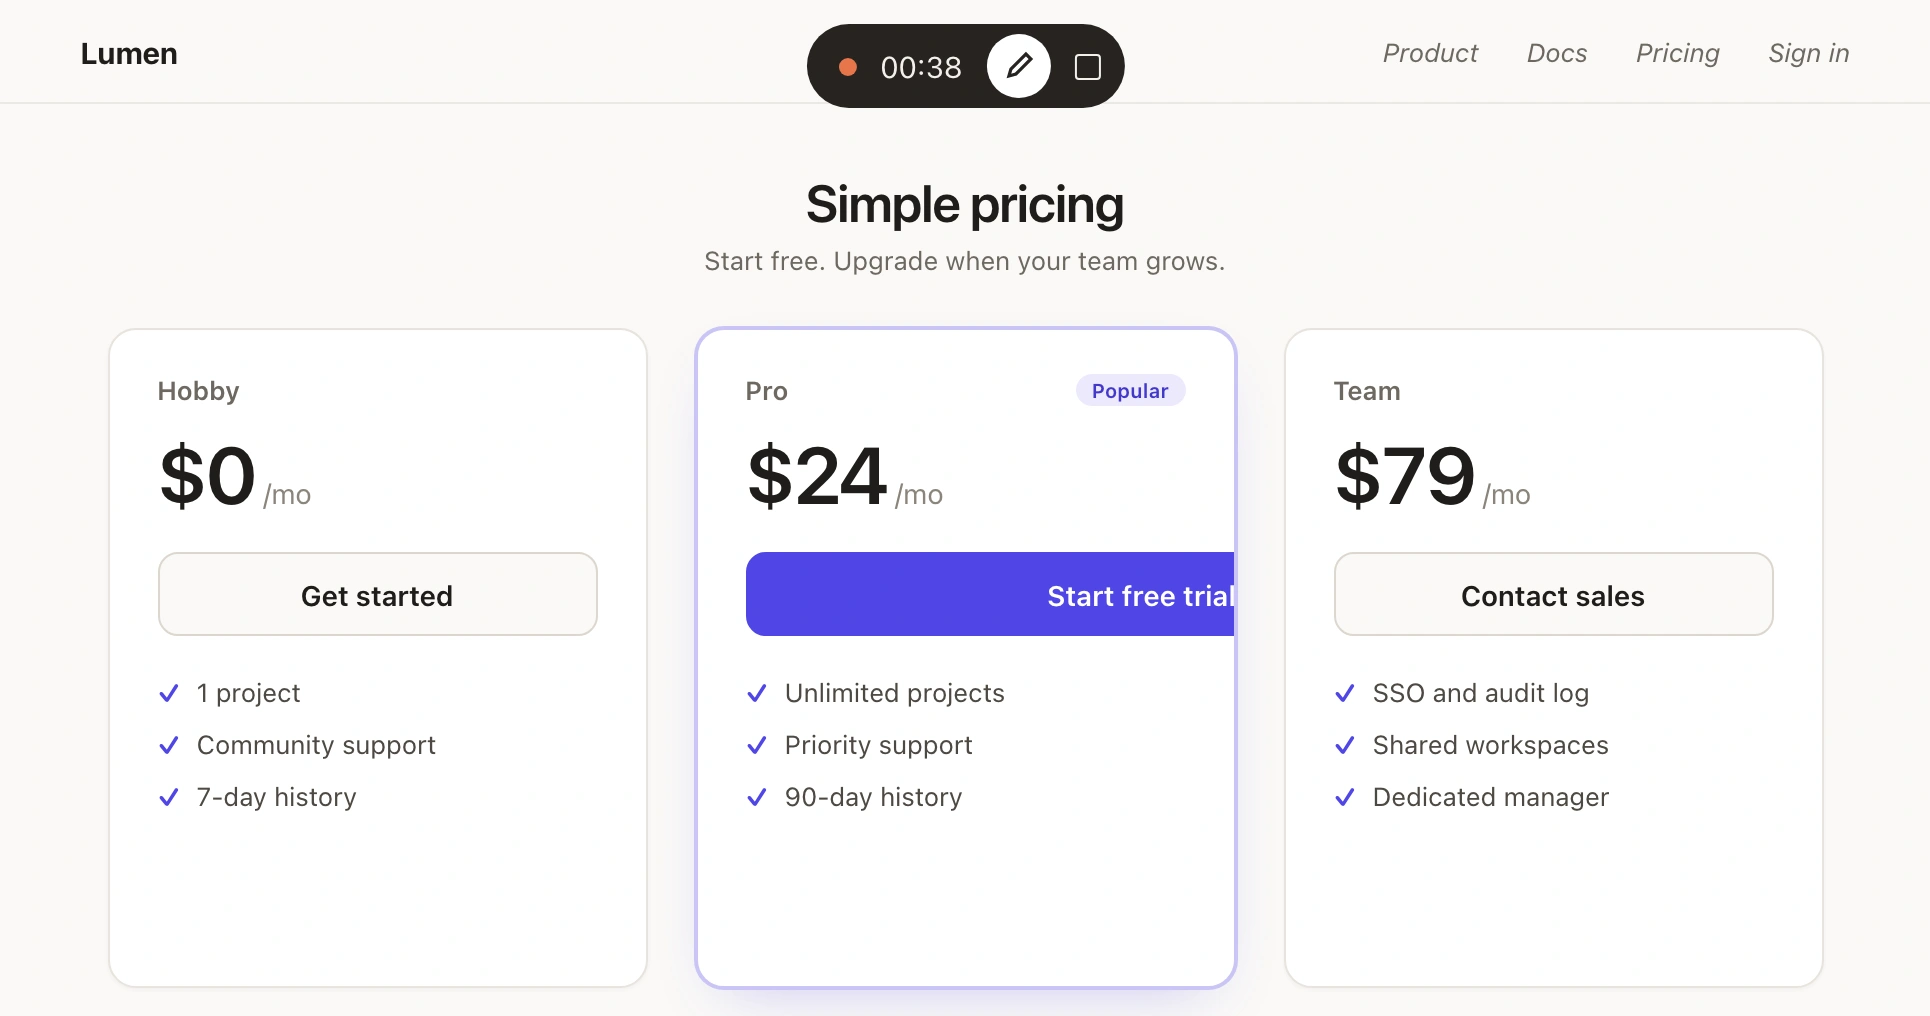 Lumen
00:38
Product Docs Pricing Sign in
Simple pricing
Start free. Upgrade when your team grows.
Hobby
$0 /mo
Get started
1 project
Community support
7-day history
Pro
Popular
$24 /mo
Start free trial
Unlimited projects
Priority support
90-day history
Team
$79 /mo
Contact sales
SSO and audit log
Shared workspaces
Dedicated manager